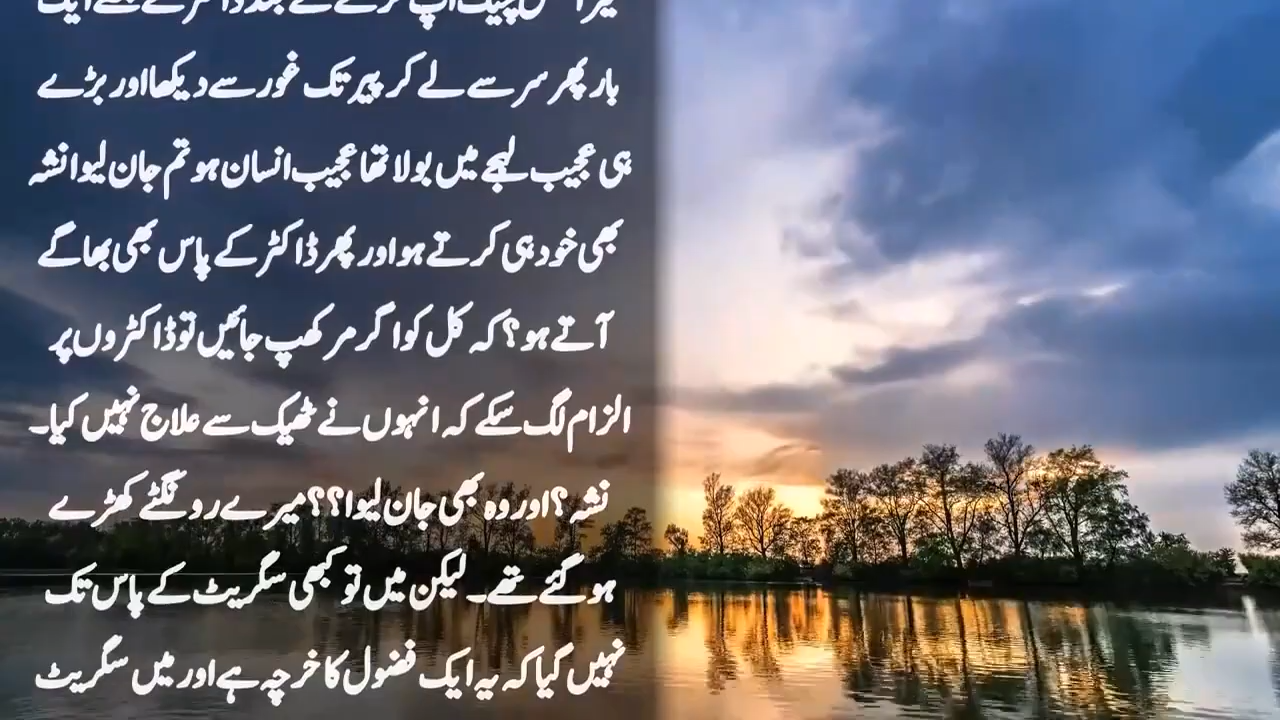 بار پھر سر سے لے کر پیر تک غور سے دیکھا اور بڑے
ہی عجیب لہجے میں بولا تھا عجیب انسان ہو تم جان لیوا نشہ
بھی خود ہی کرتے ہو اور پھر ڈاکٹر کے پاس بھی بھاگے
آتے ہو؟ کہ کل کو اگر مر کھپ جائیں تو ڈاکٹروں پر
الزام لگ سکے کہ انہوں نے ٹھیک سے علاج نہیں کیا۔
نشہ؟ اور وہ بھی جان لیوا؟؟ میرے رونگٹے کھڑے
ہو گئے تھے۔ لیکن میں تو کبھی سگریٹ کے پاس تک
نہیں گیا کہ یہ ایک فضول کا خرچہ ہے اور میں سگریٹ